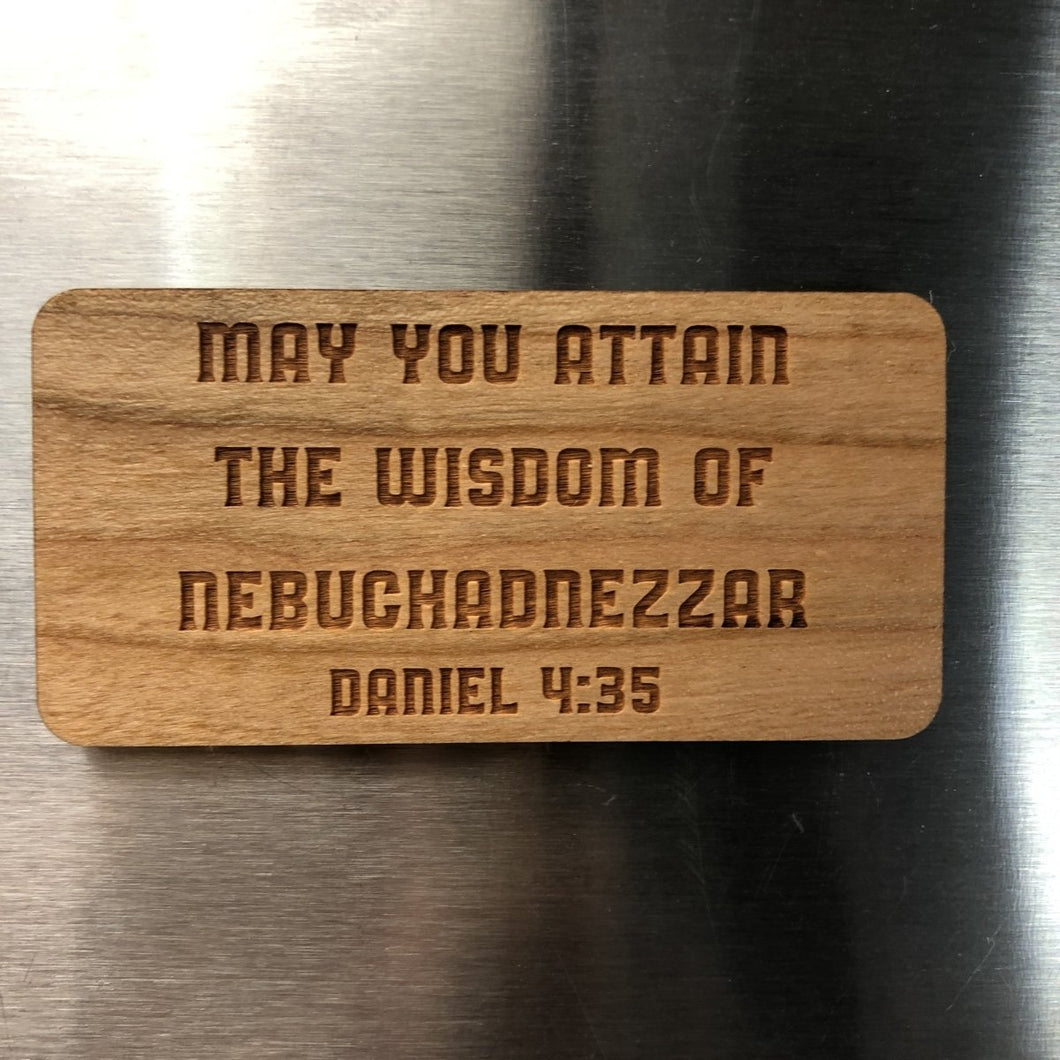 MAY YOU ATTAIN
THE WISDOM OF
NEBUCHADNEZZAR
DANIEL 4:35